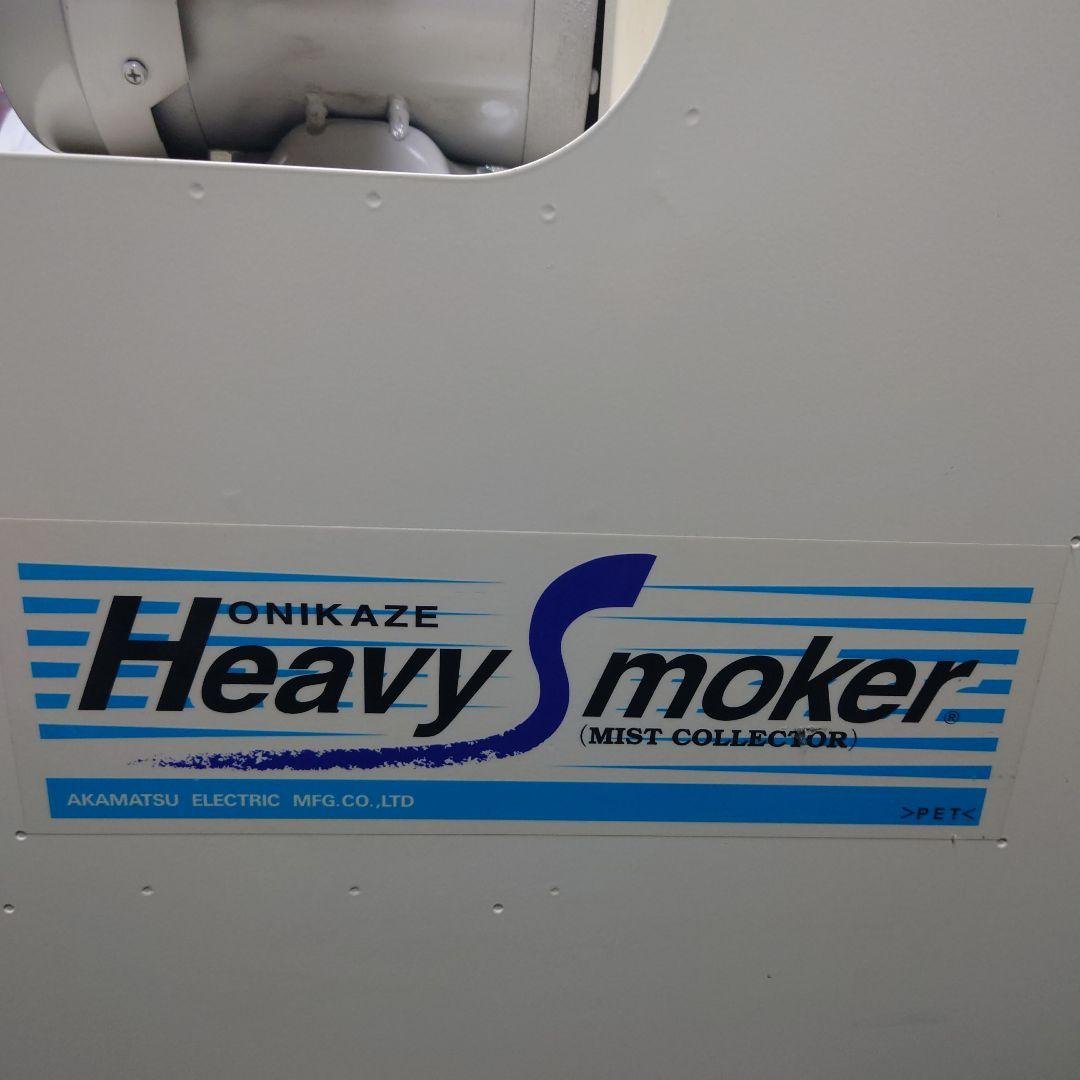 ONIKAZE
Heavy Smoker®
(MIST COLLECTOR)
AKAMATSU ELECTRIC MFG.CO.,LTD
>PET<